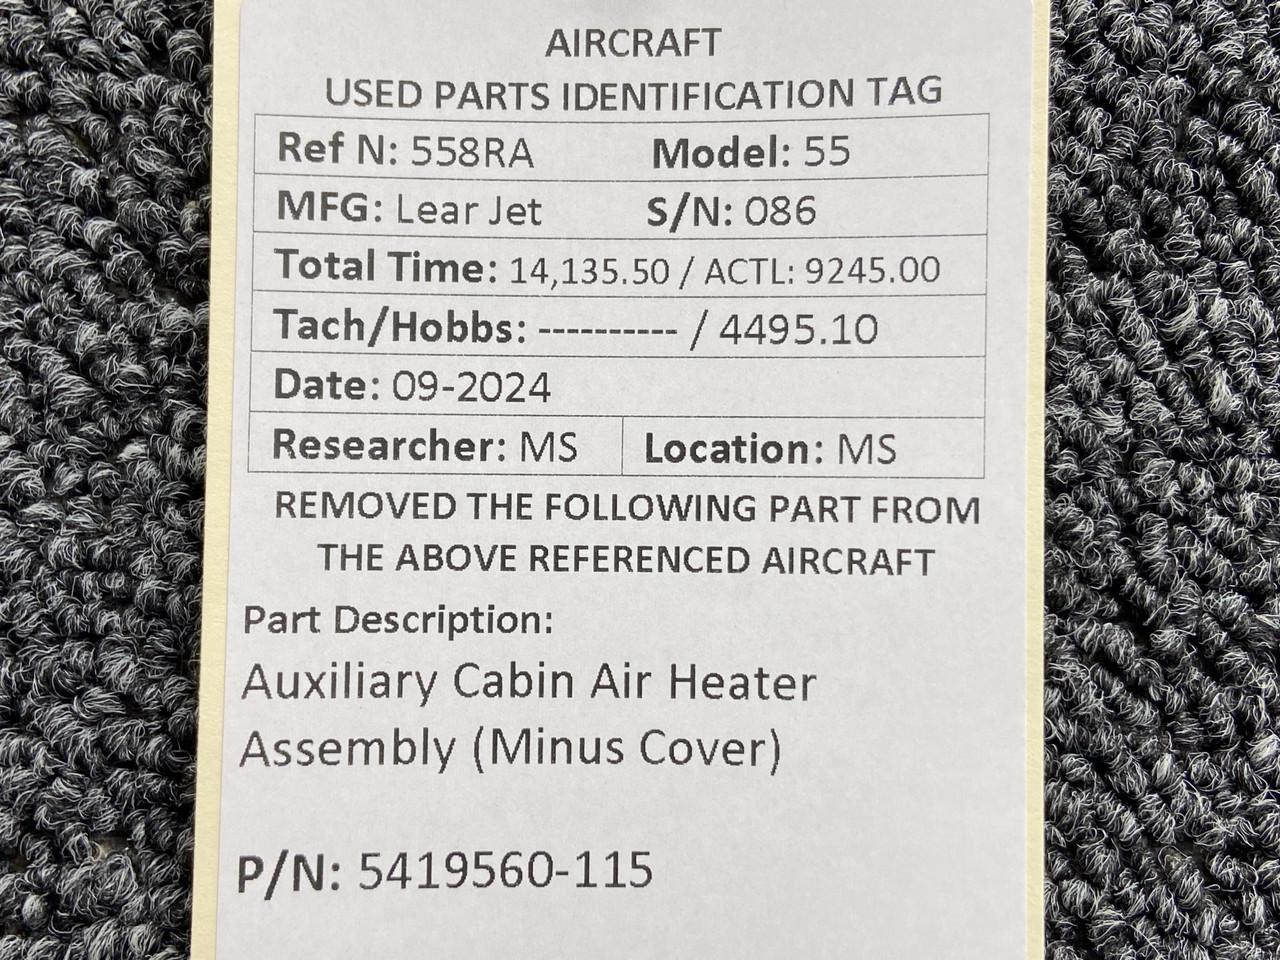 AIRCRAFT
USED PARTS IDENTIFICATION TAG
Ref N: 558RA Model: 55
MFG: Lear Jet S/N: 086
Total Time: 14,135.50 / ACTL: 9245.00
Tach/Hobbs: ---------- / 4495.10
Date: 09-2024
Researcher: MS Location: MS
REMOVED THE FOLLOWING PART FROM
THE ABOVE REFERENCED AIRCRAFT
Part Description:
Auxiliary Cabin Air Heater
Assembly (Minus Cover)
P/N: 5419560-115